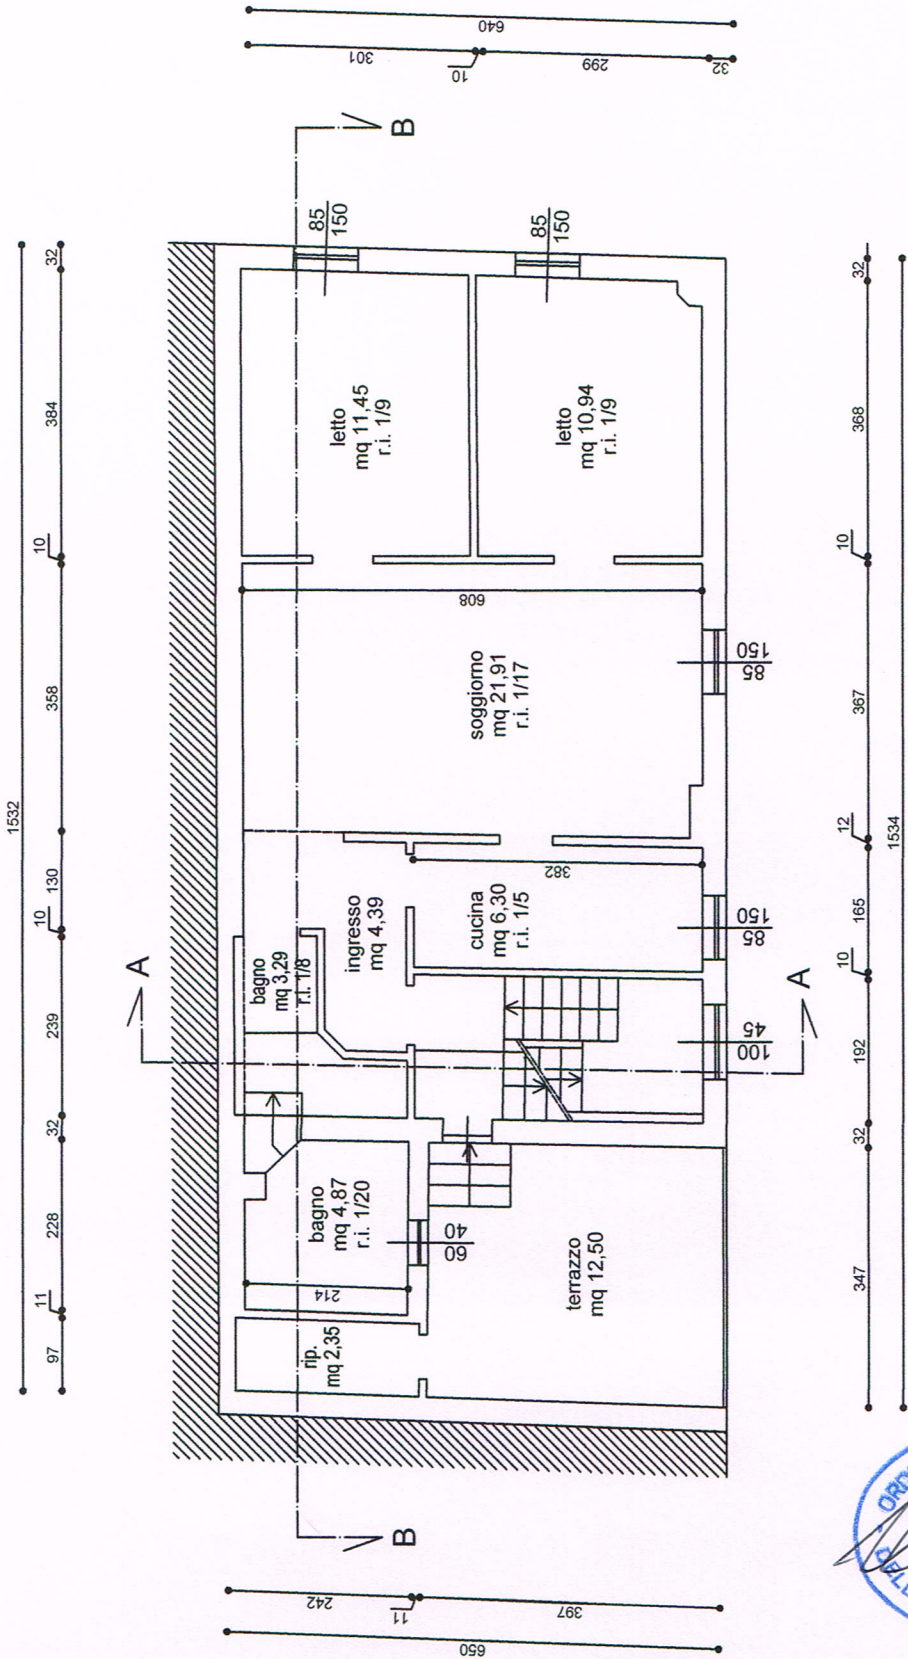 1532
97
11
228
32
239
10
130
358
10
384
32
650
242
11
397
A
A
B
B
rip.
mq 2,35
bagno
mq 4,87
r.i. 1/20
214
60
40
terrazzo
mq 12,50
bagno
mq 3,29
r.i. 1/8
ingresso
mq 4,39
cucina
mq 6,30
r.i. 1/5
382
100
45
85
150
soggiorno
mq 21,91
r.i. 1/17
608
85
150
letto
mq 11,45
r.i. 1/9
85
150
letto
mq 10,94
r.i. 1/9
85
150
301
10
299
32
640
347
32
192
10
165
12
367
10
368
32
1534